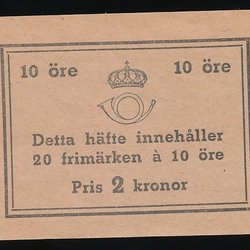 10 öre 10 öre
Detta häfte innehåller
20 frimärken à 10 öre
Pris 2 kronor